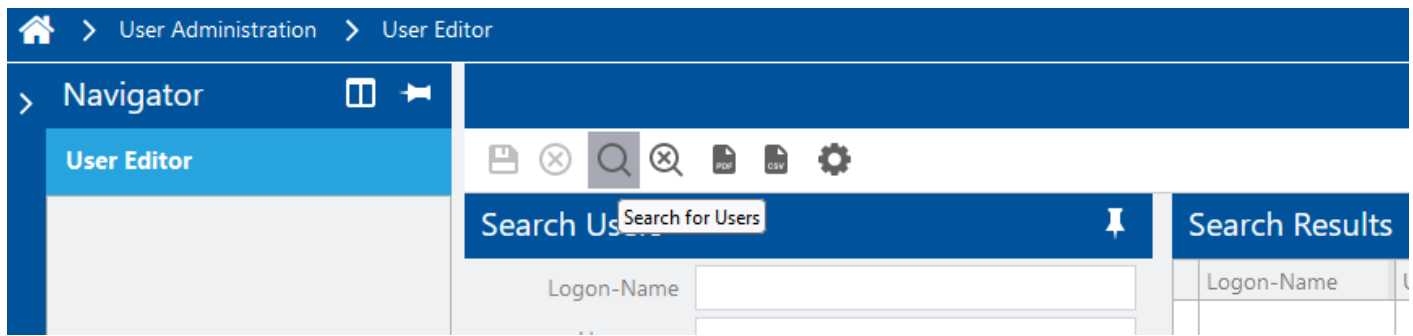 User Administration User Editor
Navigator
User Editor
PDF CSV
Search for Users
Search Users
Search Results
Logon-Name
Logon-Name